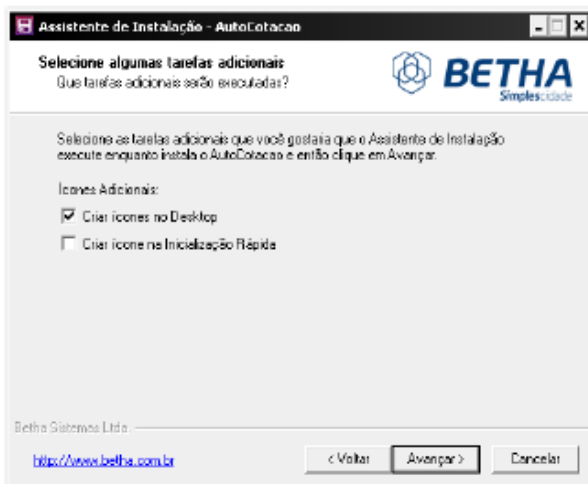 Assistente de Instalação - AutoCotacao
Selecione algumas tarefas adicionais
Que tarefas adicionais serão executadas?
BETHA
Simplescidade
Selecione as tarefas adicionais que você gostaria que o Assistente de Instalação
execute enquanto instala o AutoCotacao e então clique em Avançar.
Ícones Adicionais:
Criar ícones no Desktop
Criar ícone na Inicialização Rápida
Betha Sistemas Ltda.
http://www.betha.com.br
< Voltar
Avançar >
Cancelar